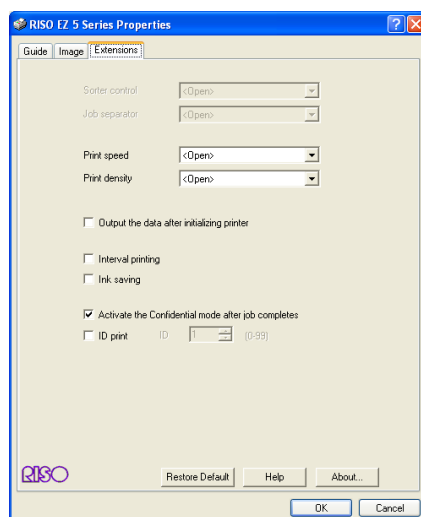 RISO EZ 5 Series Properties
Guide Image Extensions
Sorter control <Open>
Job separator <Open>
Print speed <Open>
Print density <Open>
Output the data after initializing printer
Interval printing
Ink saving
Activate the Confidential mode after job completes
ID print ID 1 (0-99)
RISO Restore Default Help About...
OK Cancel